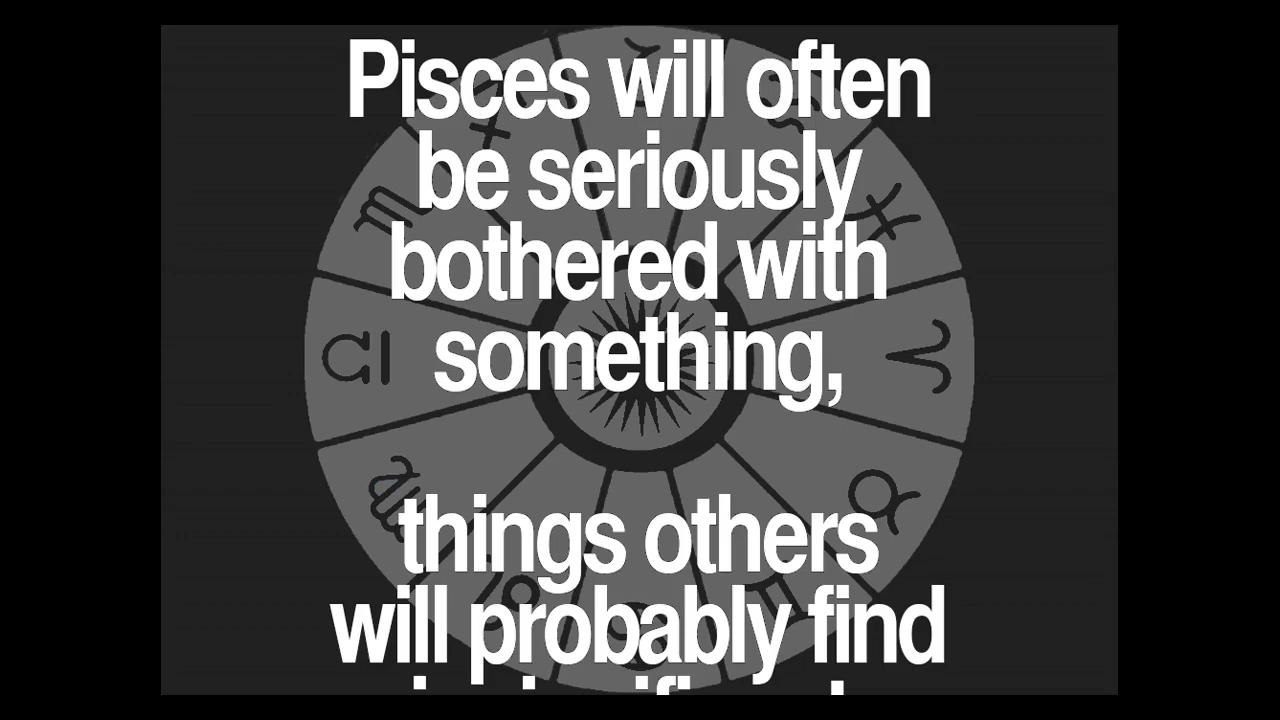 Pisces will often
be seriously
bothered with
something,
things others
will probably find